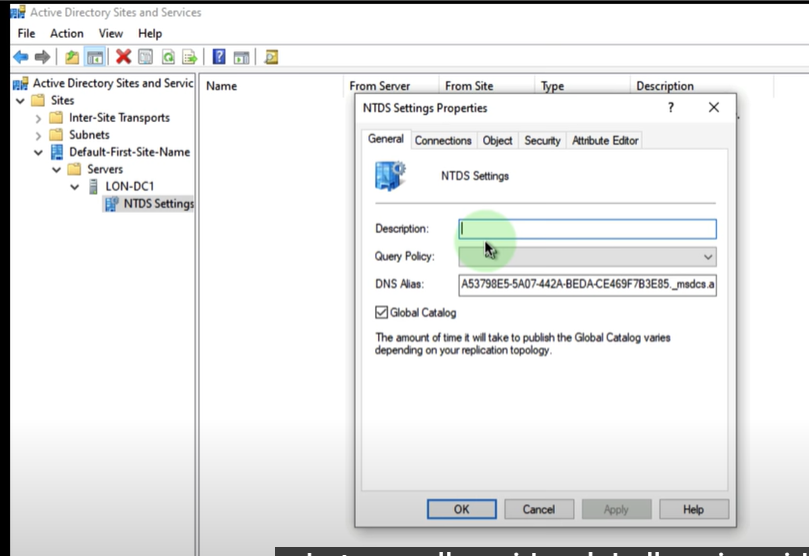 Active Directory Sites and Services
File Action View Help
Active Directory Sites and Servic
Sites
Inter-Site Transports
Subnets
Default-First-Site-Name
Servers
LON-DC1
NTDS Settings
Name From Server From Site Type Description
NTDS Settings Properties ?
General Connections Object Security Attribute Editor
NTDS Settings
Description:
Query Policy:
DNS Alias: A53798E5-5A07-442A-BEDA-CE469F7B3E85._msdcs.a
Global Catalog
The amount of time it will take to publish the Global Catalog varies
depending on your replication topology.
OK Cancel Apply Help